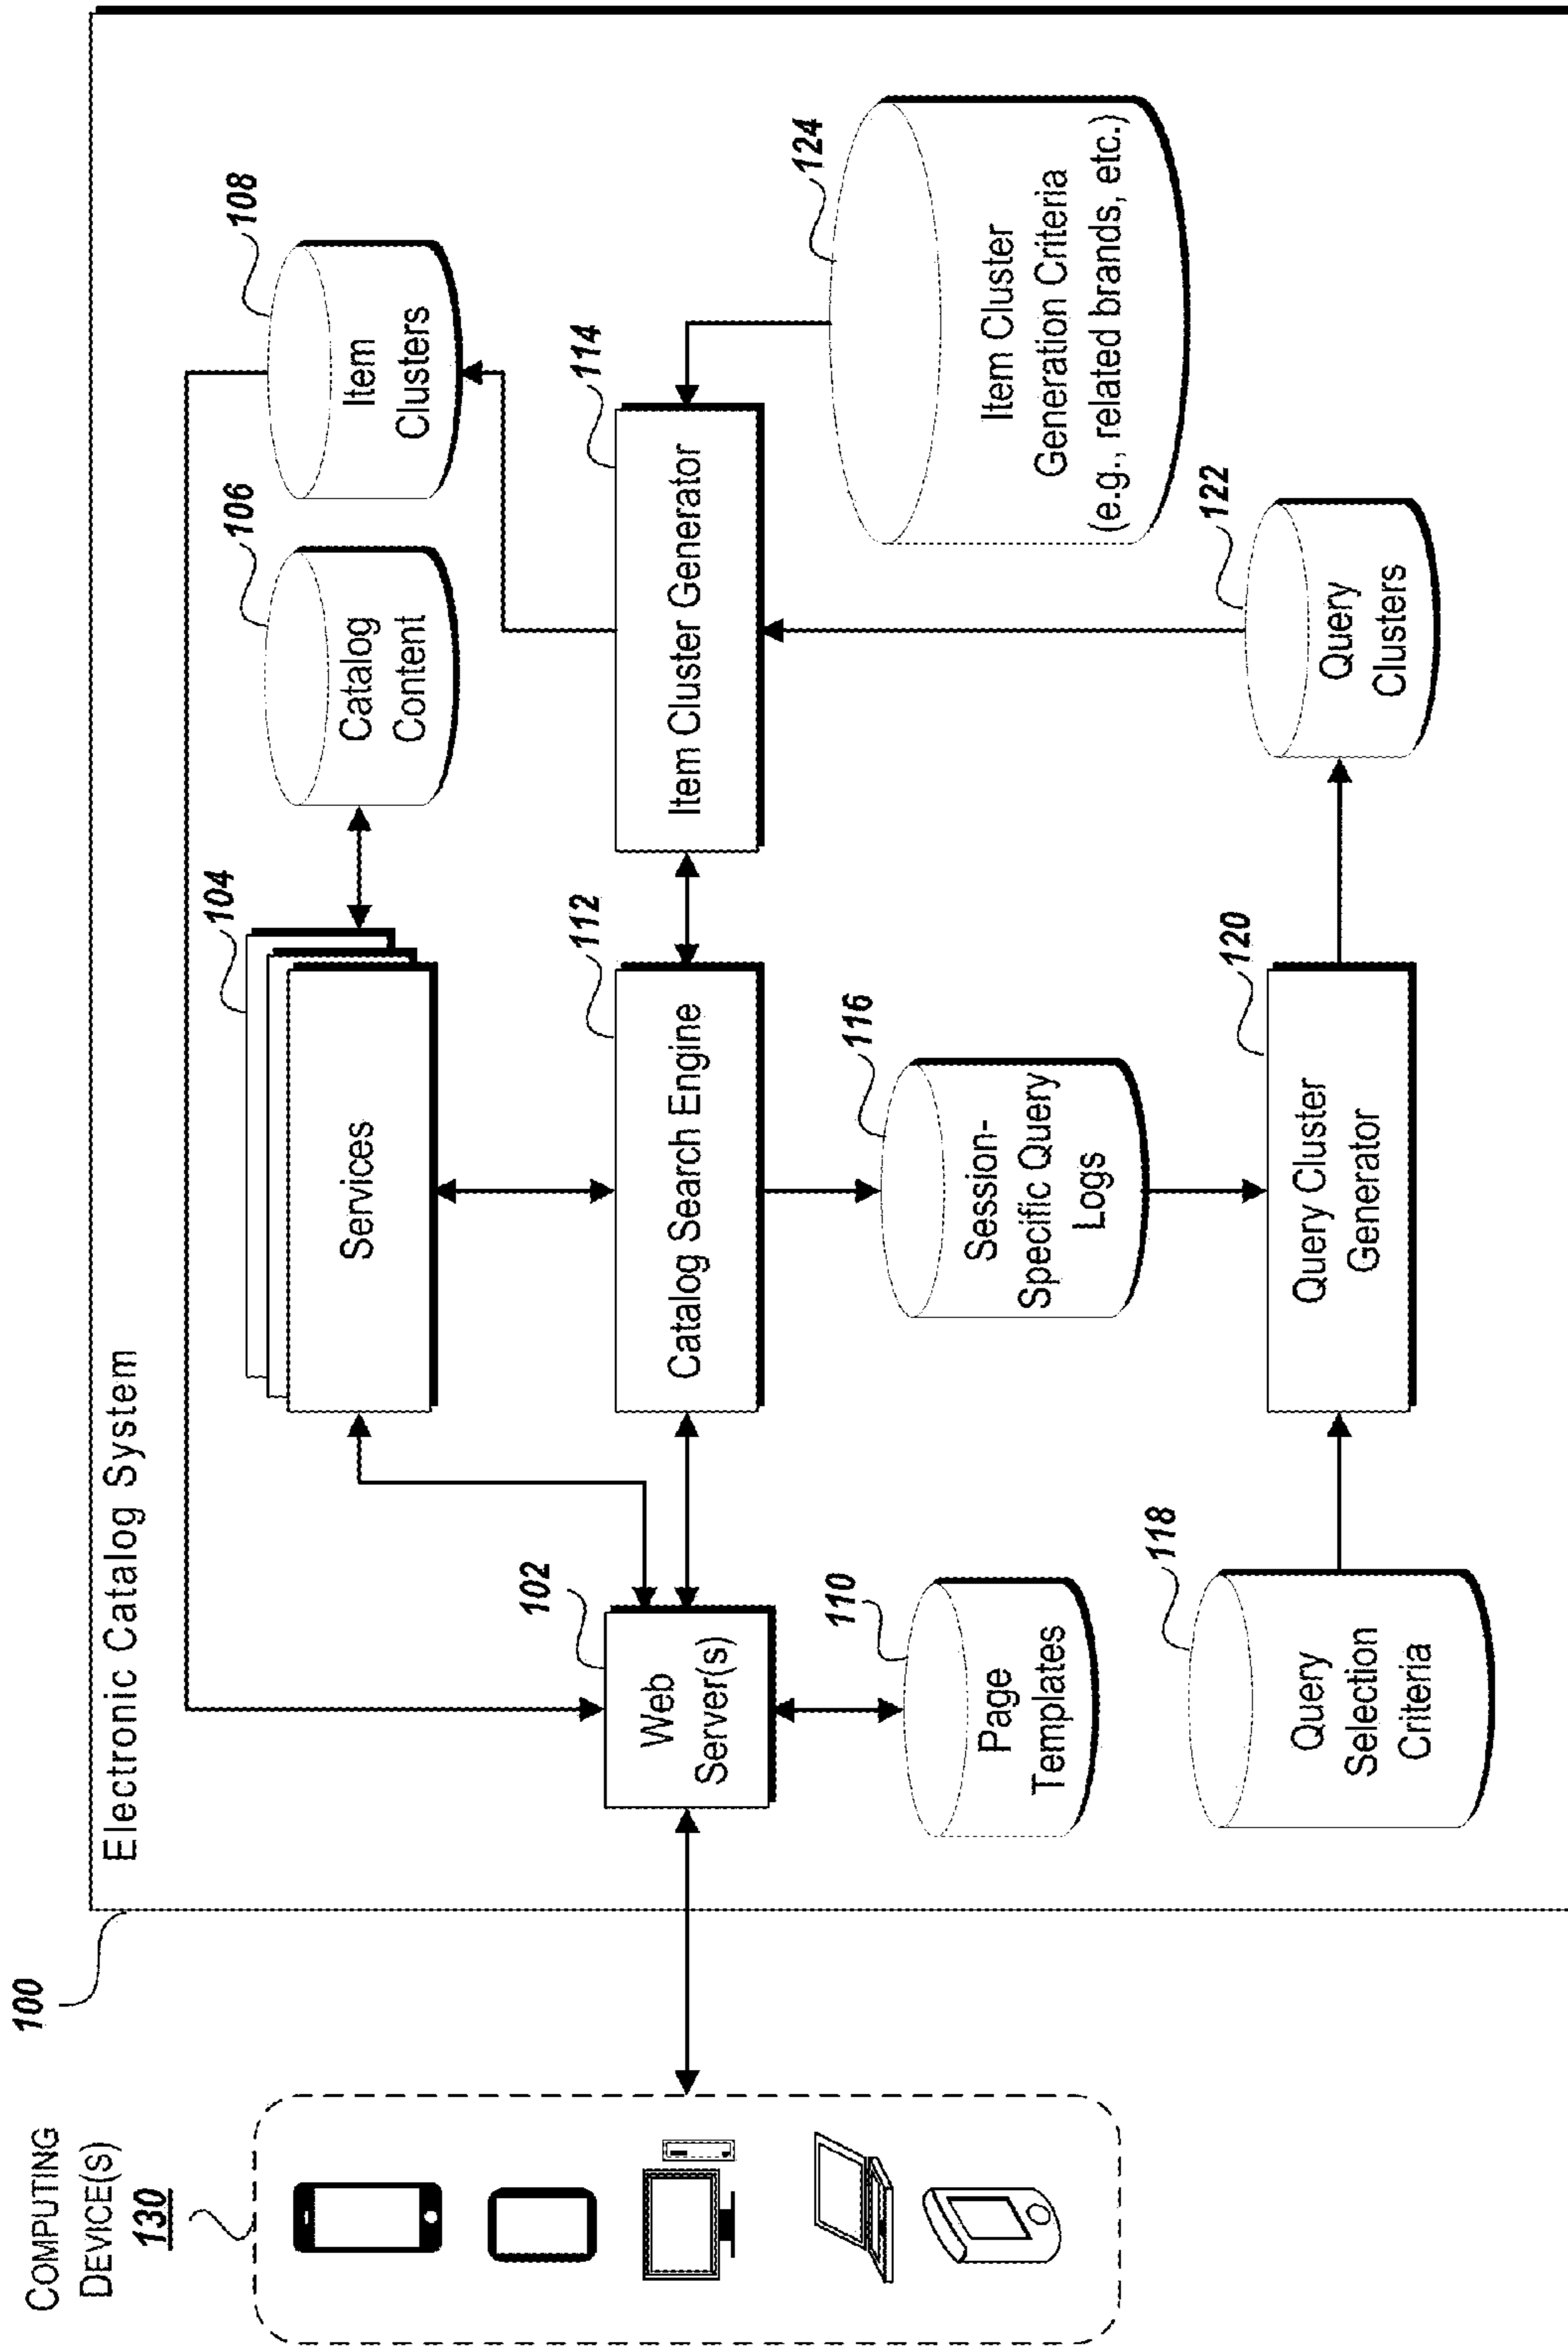 COMPUTING
DEVICE(S)
130
100
Electronic Catalog System
104
Services
106
Catalog
Content
108
Item
Clusters
102
Web
Server(s)
112
Catalog Search Engine
114
Item Cluster Generator
110
Page
Templates
116
Session-
Specific Query
Logs
124
Item Cluster
Generation Criteria
(e.g., related brands, etc.)
118
Query
Selection
Criteria
120
Query Cluster
Generator
122
Query
Clusters